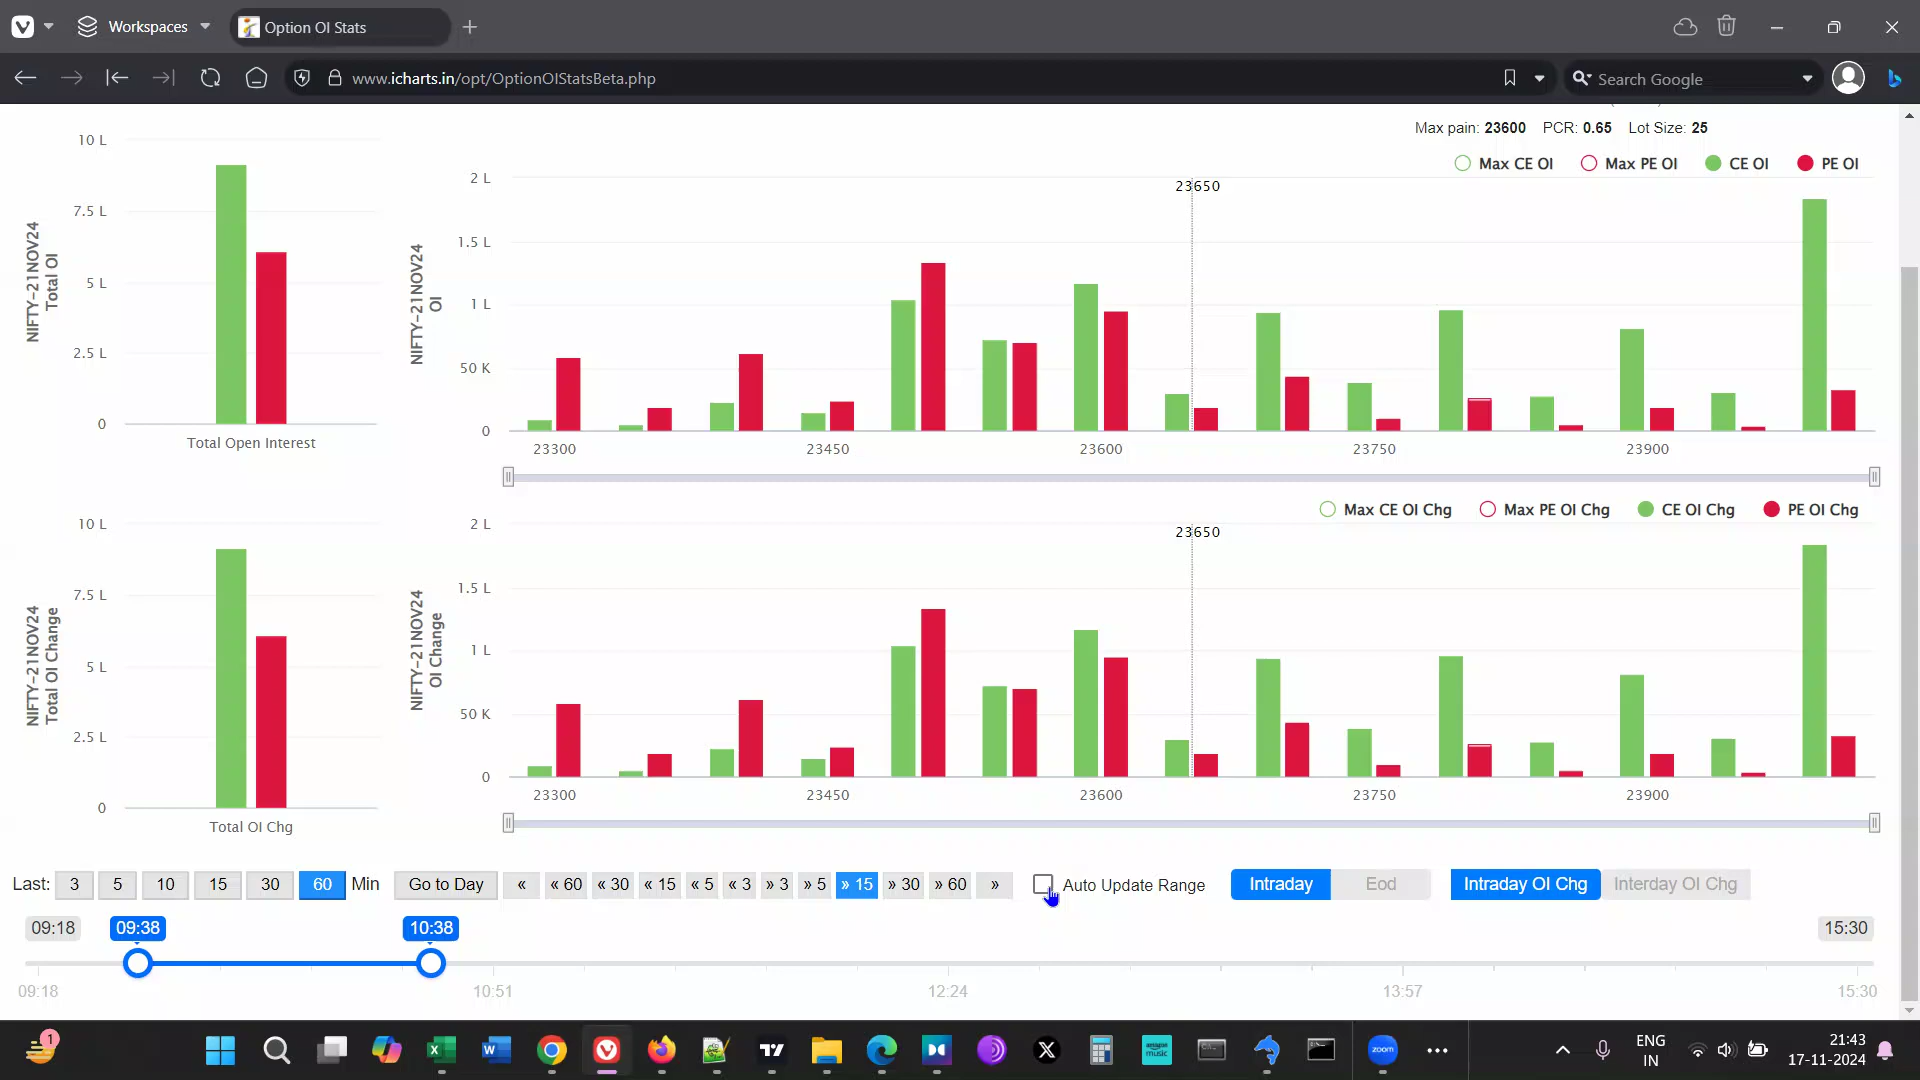 Workspaces
Option OI Stats
www.icharts.in/opt/OptionOIStatsBeta.php
Search Google
Max pain: 23600 PCR: 0.65 Lot Size: 25
Max CE OI Max PE OI CE OI PE OI
NIFTY-21NOV24
Total OI
10 L
7.5 L
5 L
2.5 L
0
Total Open Interest
NIFTY-21NOV24
OI
2 L
1.5 L
1 L
50 K
0
23650
23300 23450 23600 23750 23900
Max CE OI Chg Max PE OI Chg CE OI Chg PE OI Chg
NIFTY-21NOV24
Total OI Change
10 L
7.5 L
5 L
2.5 L
0
Total OI Chg
NIFTY-21NOV24
OI Change
2 L
1.5 L
1 L
50 K
0
23650
23300 23450 23600 23750 23900
Last: 3 5 10 15 30 60 Min Go to Day « « 60 « 30 « 15 « 5 « 3 » 3 » 5 » 15 » 30 » 60 » Auto Update Range Intraday Eod Intraday OI Chg Interday OI Chg
09:18 09:38 10:38 15:30
09:18 10:51 12:24 13:57 15:30
1
zoom
amazon music
ENG
IN
21:43
17-11-2024